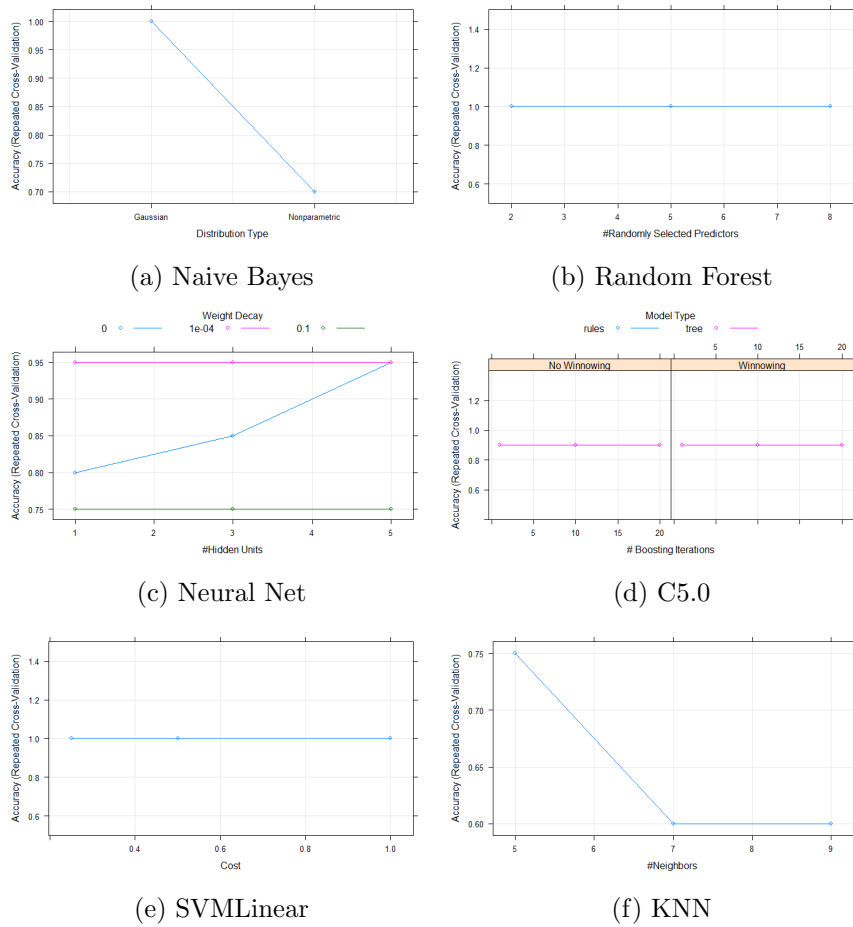 Accuracy (Repeated Cross-Validation)
1.00
0.95
0.90
0.85
0.80
0.75
0.70
Gaussian Nonparametric
Distribution Type
(a) Naive Bayes
Accuracy (Repeated Cross-Validation)
1.4
1.2
1.0
0.8
0.6
2 3 4 5 6 7 8
#Randomly Selected Predictors
(b) Random Forest
Weight Decay
0 1e-04 0.1
Accuracy (Repeated Cross-Validation)
0.95
0.90
0.85
0.80
0.75
1 2 3 4 5
#Hidden Units
(c) Neural Net
Model Type
rules tree
5 10 15 20
No Winnowing Winnowing
Accuracy (Repeated Cross-Validation)
1.2
1.0
0.8
0.6
5 10 15 20
# Boosting Iterations
(d) C5.0
Accuracy (Repeated Cross-Validation)
1.4
1.2
1.0
0.8
0.6
0.4 0.6 0.8 1.0
Cost
(e) SVMLinear
Accuracy (Repeated Cross-Validation)
0.75
0.70
0.65
0.60
5 6 7 8 9
#Neighbors
(f) KNN